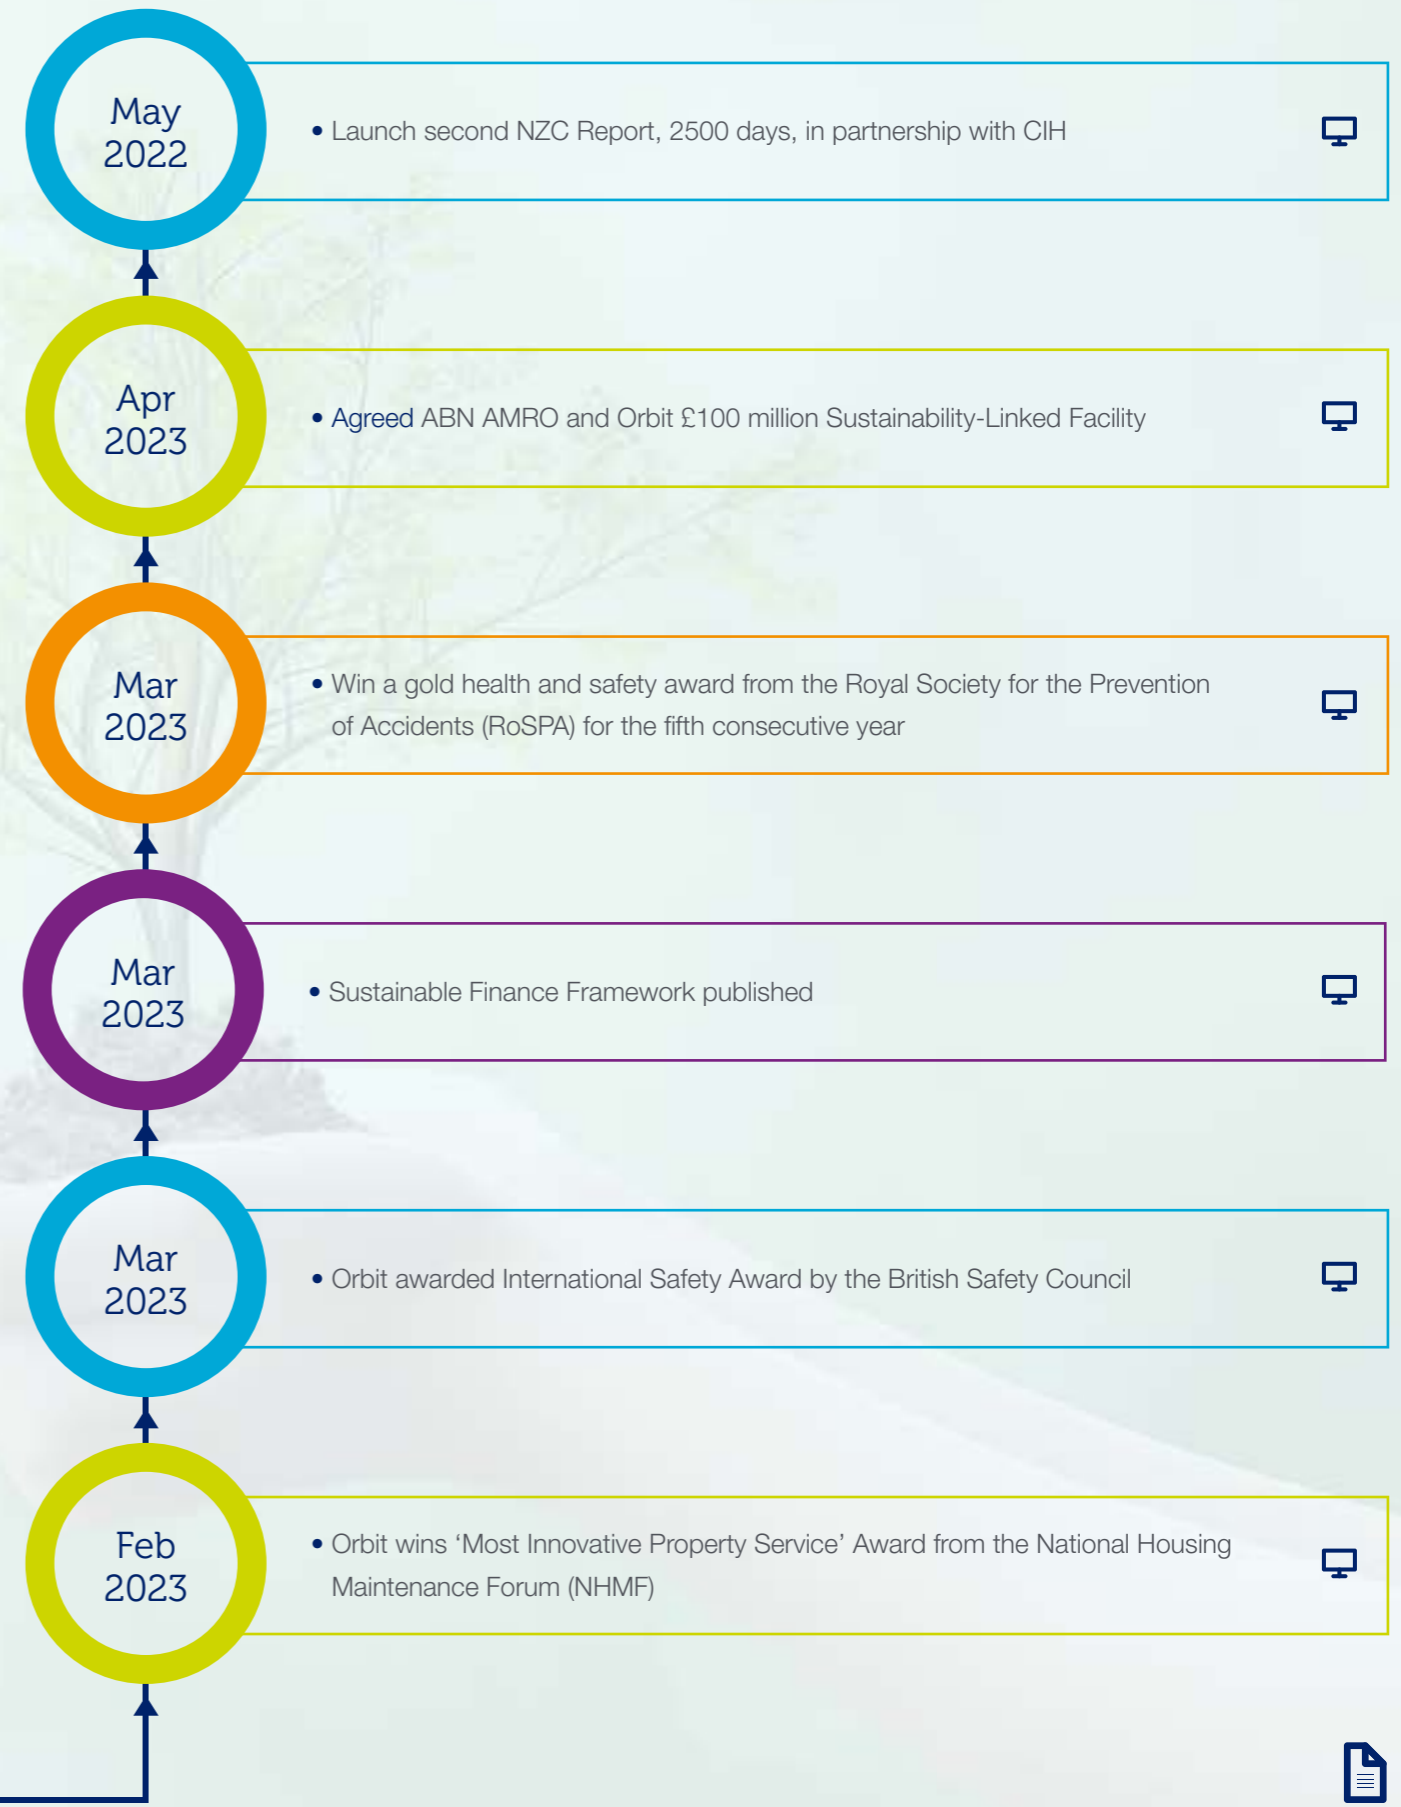 May
2022
• Launch second NZC Report, 2500 days, in partnership with CIH
Apr
2023
• Agreed ABN AMRO and Orbit £100 million Sustainability-Linked Facility
Mar
2023
• Win a gold health and safety award from the Royal Society for the Prevention
of Accidents (RoSPA) for the fifth consecutive year
Mar
2023
• Sustainable Finance Framework published
Mar
2023
• Orbit awarded International Safety Award by the British Safety Council
Feb
2023
• Orbit wins ‘Most Innovative Property Service’ Award from the National Housing
Maintenance Forum (NHMF)